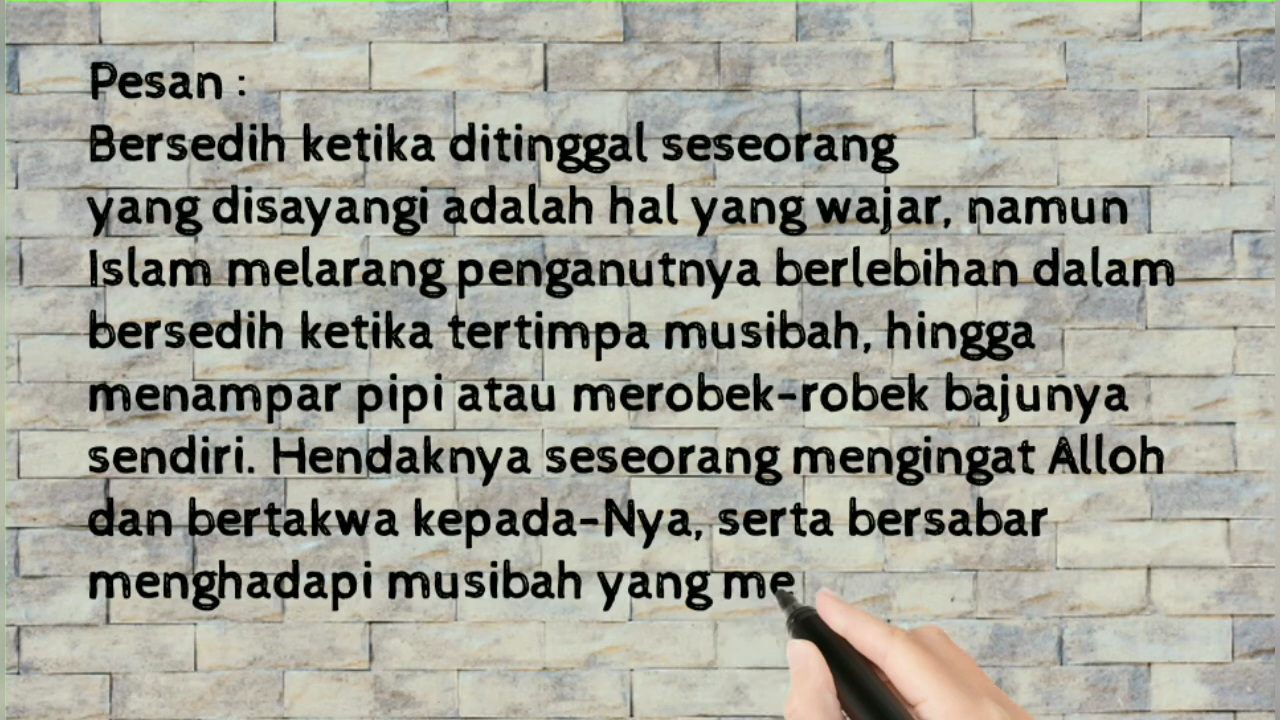 Pesan :
Bersedih ketika ditinggal seseorang
yang disayangi adalah hal yang wajar, namun
Islam melarang penganutnya berlebihan dalam
bersedih ketika tertimpa musibah, hingga
menampar pipi atau merobek-robek bajunya
sendiri. Hendaknya seseorang mengingat Alloh
dan bertakwa kepada-Nya, serta bersabar
menghadapi musibah yang me